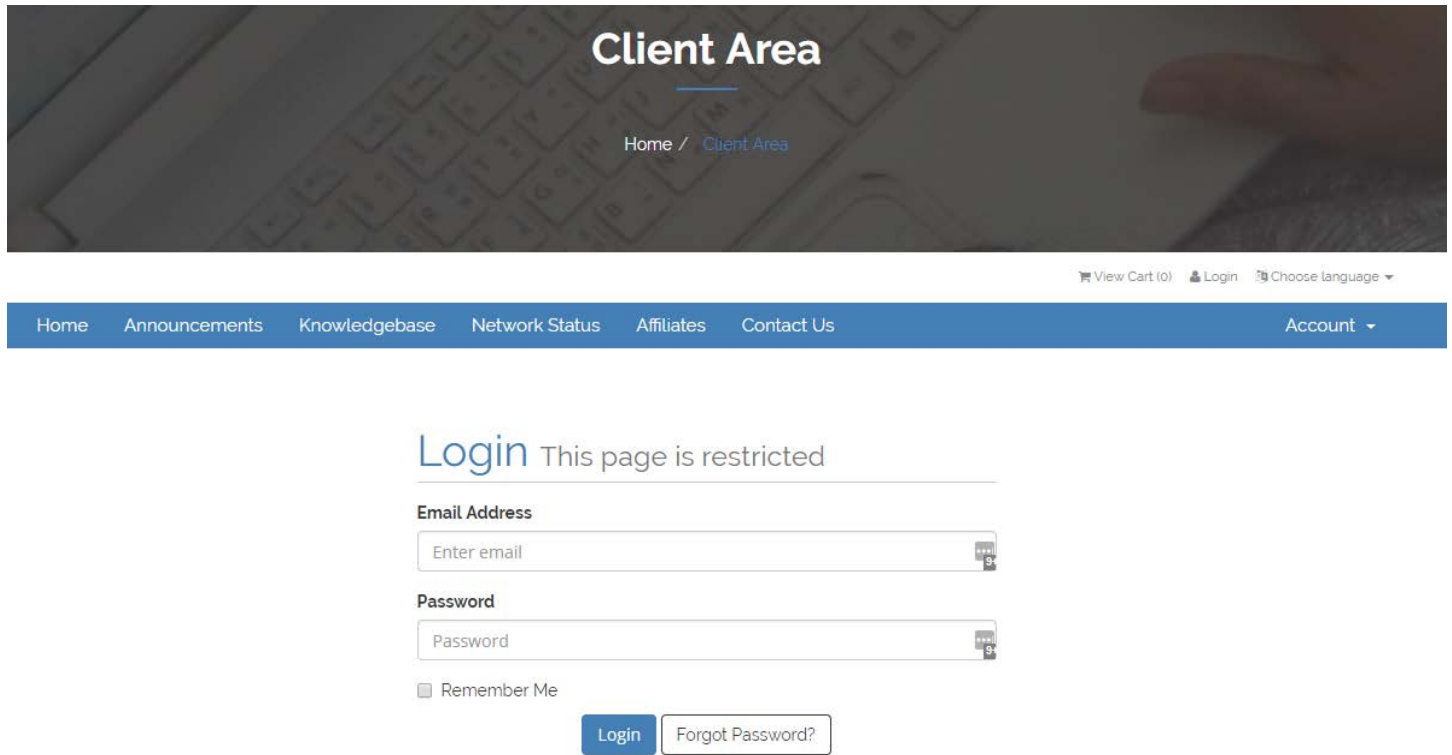 Client Area
Home / Client Area
View Cart (0) Login Choose language
Home Announcements Knowledgebase Network Status Affiliates Contact Us Account
Login This page is restricted
Email Address
Enter email
Password
Password
Remember Me
Login Forgot Password?